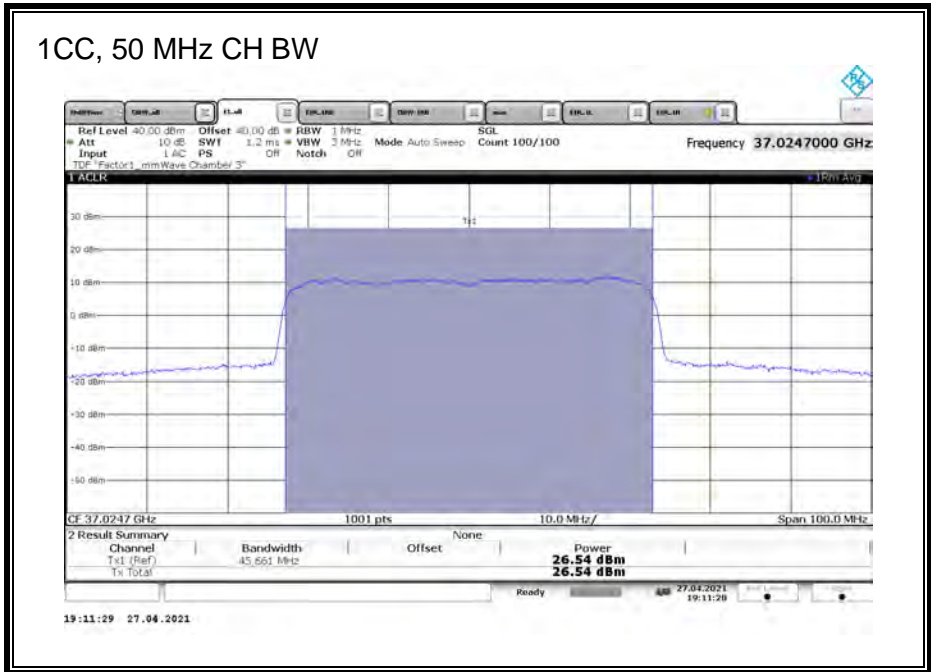 1CC, 50 MHz CH BW
Ref Level 40.00 dBm Offset 40.00 dB RBW 1 MHz SGL
Att 10 dB SWT 1.2 ms VBW 3 MHz Mode Auto Sweep Count 100/100 Frequency 37.0247000 GHz
Input 1 AC PS Off Notch Off
TDF "Factor1_mmWave Chamber 3"
1 ACLR 1Rm Avg
Tx1
30 dBm
20 dBm
10 dBm
0 dBm
-10 dBm
-20 dBm
-30 dBm
-40 dBm
-50 dBm
CF 37.0247 GHz 1001 pts 10.0 MHz/ Span 100.0 MHz
2 Result Summary None
Channel Bandwidth Offset Power
Tx1 (Ref) 45.661 MHz 26.54 dBm
Tx Total 26.54 dBm
Ready 27.04.2021
19:11:28
19:11:29 27.04.2021